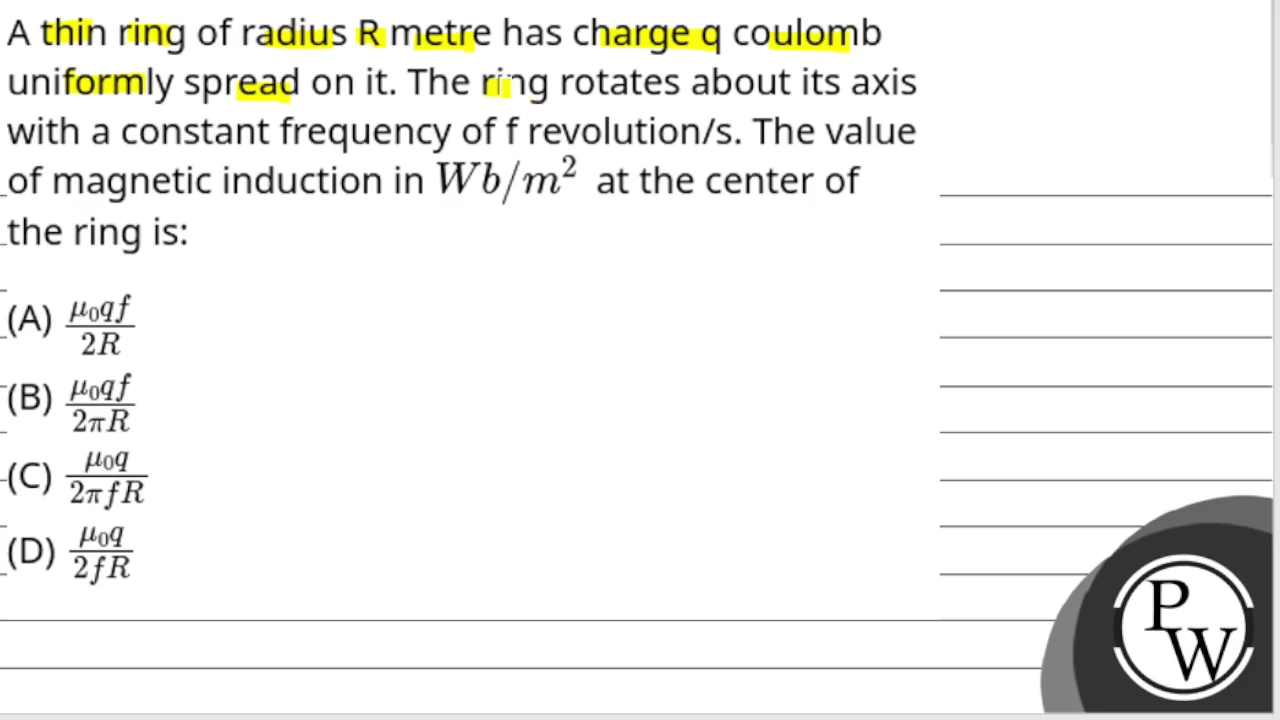 A thin ring of radius R metre has charge q coulomb
uniformly spread on it. The ring rotates about its axis
with a constant frequency of f revolution/s. The value
of magnetic induction in Wb/m² at the center of
the ring is:
(A) μ₀qf / 2R
(B) μ₀qf / 2πR
(C) μ₀q / 2πfR
(D) μ₀q / 2fR
P
W